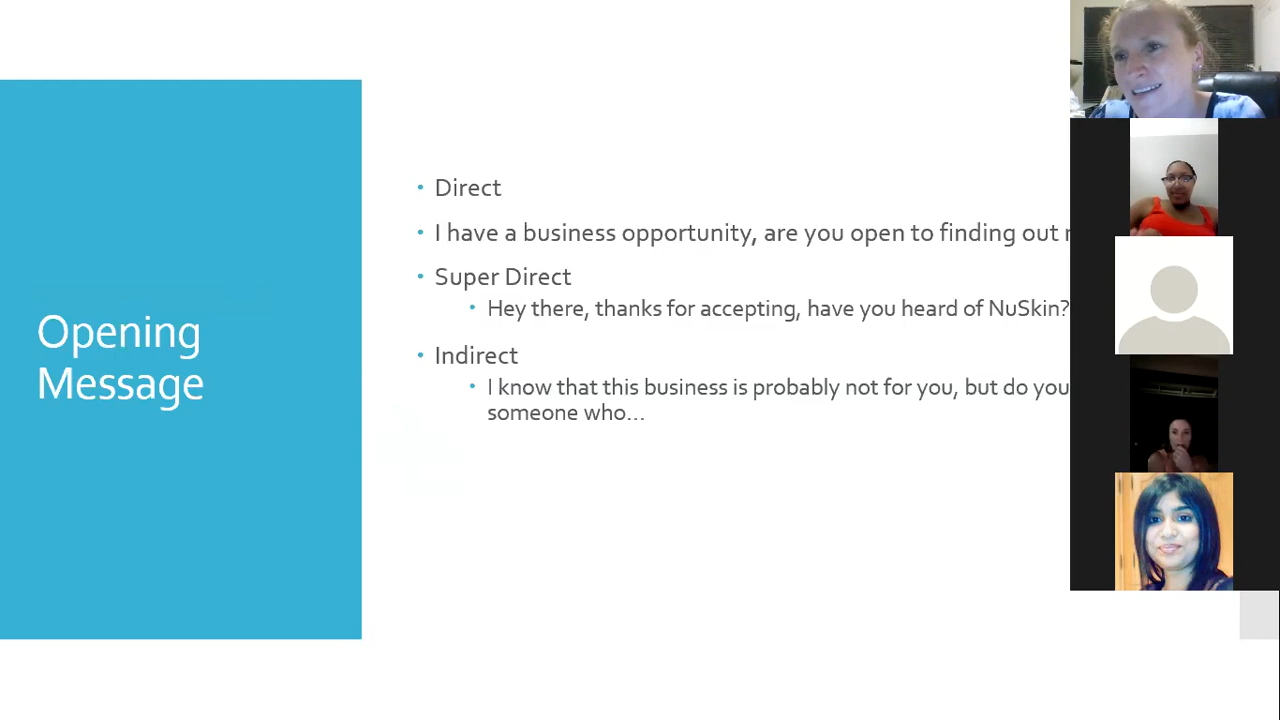 Opening
Message
• Direct
• I have a business opportunity, are you open to finding out
• Super Direct
• Hey there, thanks for accepting, have you heard of NuSkin?
• Indirect
• I know that this business is probably not for you, but do you
someone who...